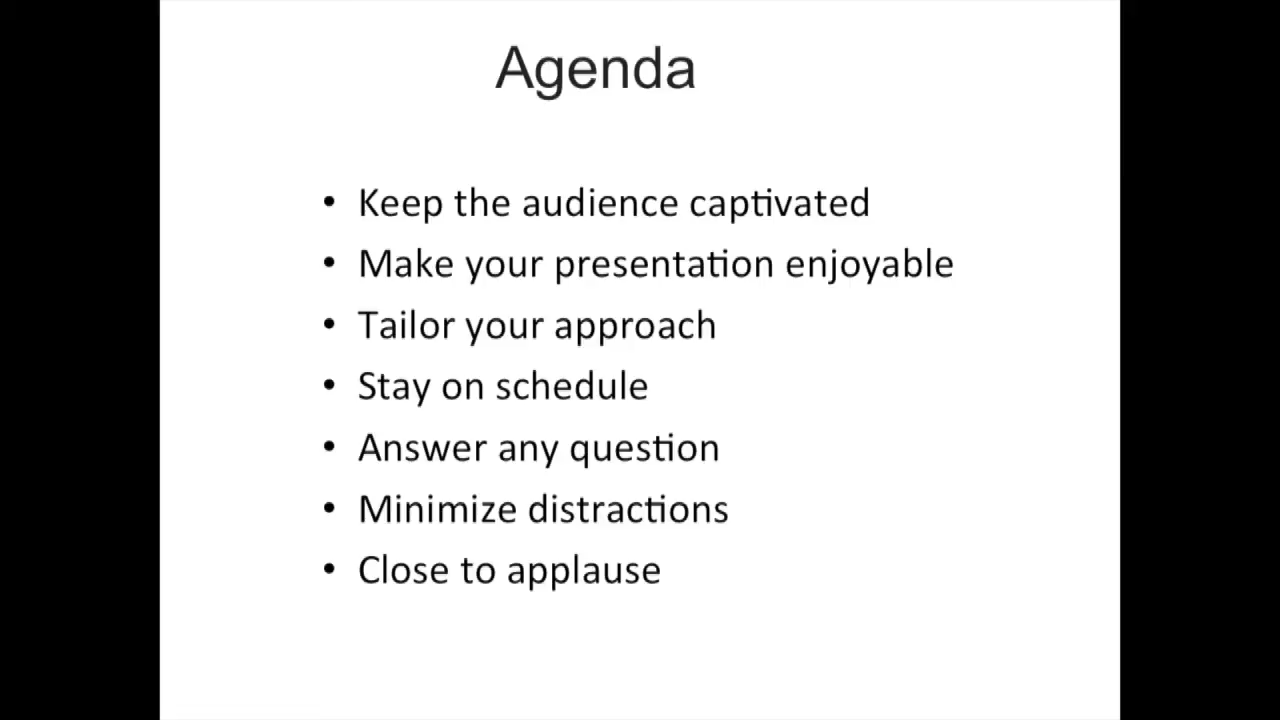 Agenda
• Keep the audience captivated
• Make your presentation enjoyable
• Tailor your approach
• Stay on schedule
• Answer any question
• Minimize distractions
• Close to applause